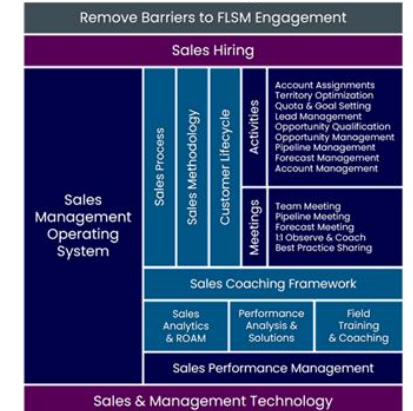 Remove Barriers to FLSM Engagement
Sales Hiring
Sales
Management
Operating
System
Sales Process
Sales Methodology
Customer Lifecycle
Activities
Account Assignments
Territory Optimization
Quota & Goal Setting
Lead Management
Opportunity Qualification
Opportunity Management
Pipeline Management
Forecast Management
Account Management
Meetings
Team Meeting
Pipeline Meeting
Forecast Meeting
1:1 Observe & Coach
Best Practice Sharing
Sales Coaching Framework
Sales
Analytics
& ROAM
Performance
Analysis &
Solutions
Field
Training
& Coaching
Sales Performance Management
Sales & Management Technology